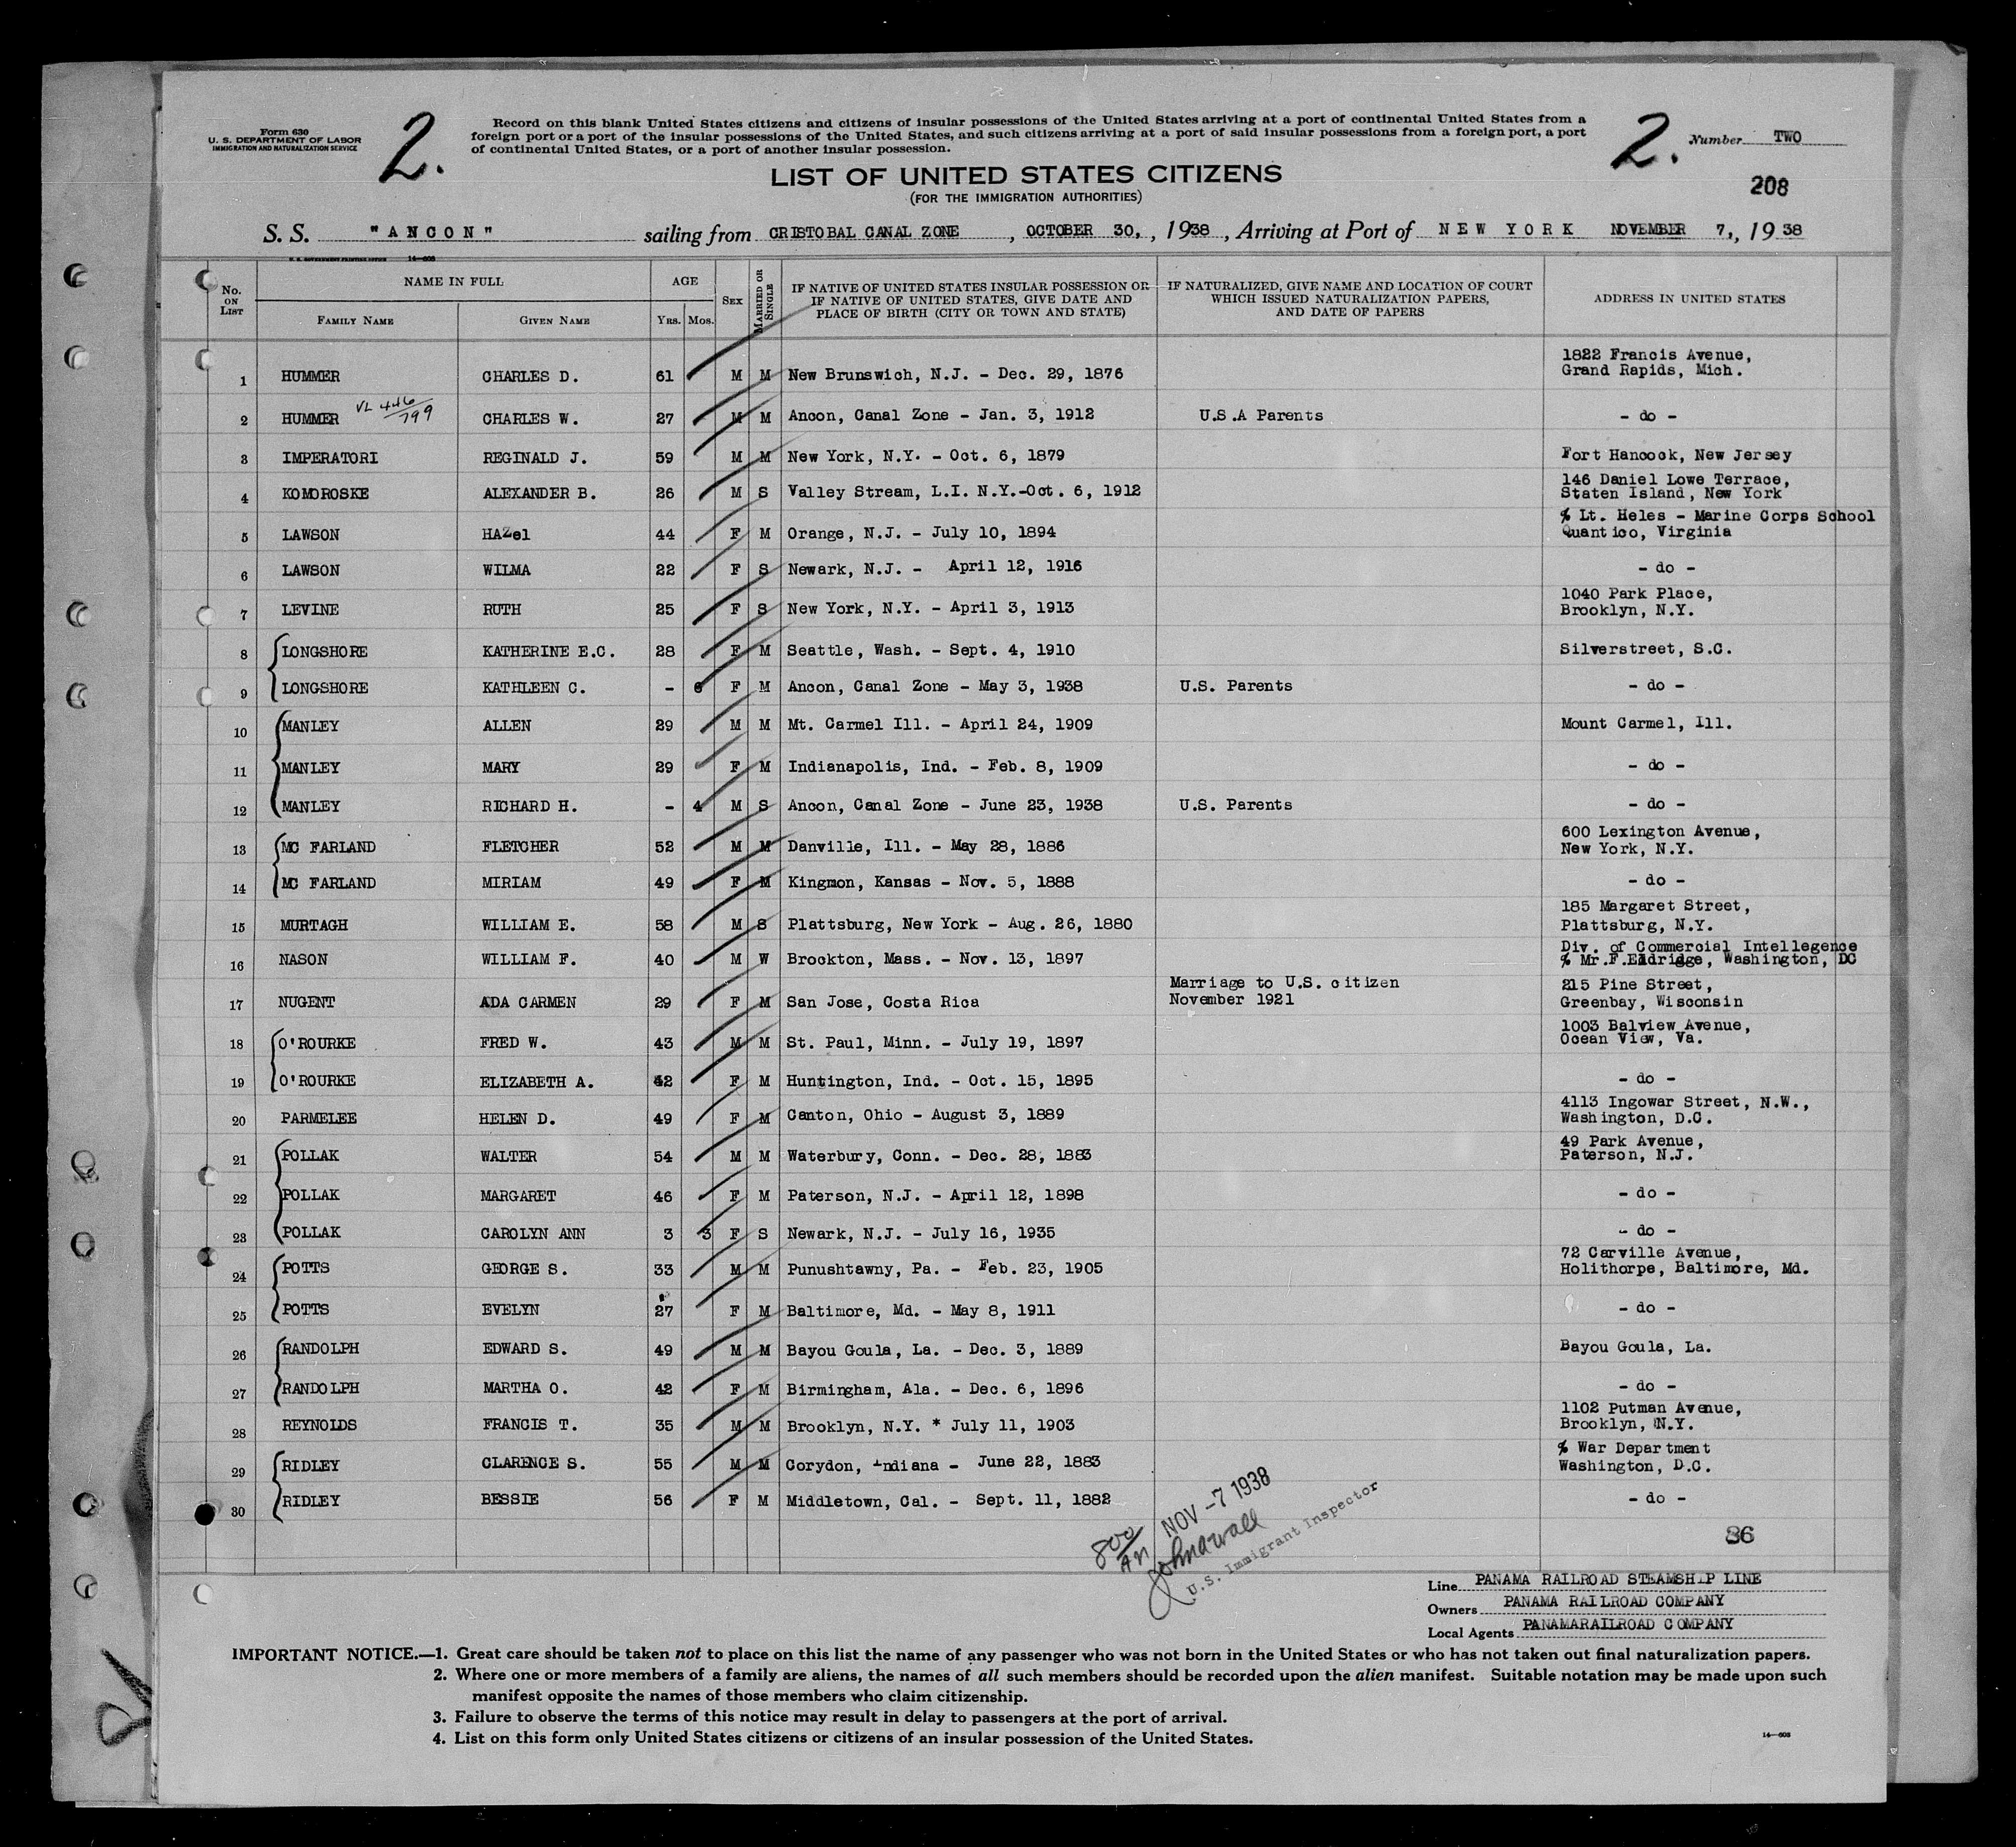 Form 630
U. S. DEPARTMENT OF LABOR
IMMIGRATION AND NATURALIZATION SERVICE
2.
Record on this blank United States citizens and citizens of insular possessions of the United States arriving at a port of continental United States from a
foreign port or a port of the insular possessions of the United States, and such citizens arriving at a port of said insular possessions from a foreign port, a port
of continental United States, or a port of another insular possession.
2.
Number TWO
208
LIST OF UNITED STATES CITIZENS
(FOR THE IMMIGRATION AUTHORITIES)
S. S. "ANCON" sailing from CRISTOBAL CANAL ZONE, OCTOBER 30,, 1938, Arriving at Port of NEW YORK NOVEMBER 7,, 1938
U. S. GOVERNMENT PRINTING OFFICE 14—608
No. ON LIST NAME IN FULL FAMILY NAME GIVEN NAME AGE YRS. MOS. SEX MARRIED OR SINGLE
IF NATIVE OF UNITED STATES INSULAR POSSESSION OR
IF NATIVE OF UNITED STATES, GIVE DATE AND
PLACE OF BIRTH (CITY OR TOWN AND STATE)
IF NATURALIZED, GIVE NAME AND LOCATION OF COURT
WHICH ISSUED NATURALIZATION PAPERS,
AND DATE OF PAPERS
ADDRESS IN UNITED STATES
1822 Francis Avenue,
1 HUMMER CHARLES D. 61 M M New Brunswich, N.J. - Dec. 29, 1876 Grand Rapids, Mich.
VL 446/799
2 HUMMER CHARLES W. 27 M M Ancon, Canal Zone - Jan. 3, 1912 U.S.A Parents - do -
3 IMPERATORI REGINALD J. 59 M M New York, N.Y. - Oct. 6, 1879 Fort Hancock, New Jersey
146 Daniel Lowe Terrace,
4 KOMOROSKE ALEXANDER B. 26 M S Valley Stream, L.I. N.Y.-Oct. 6, 1912 Staten Island, New York
% Lt. Heles - Marine Corps School
5 LAWSON HAZel 44 F M Orange, N.J. - July 10, 1894 Quantico, Virginia
6 LAWSON WILMA 22 F S Newark, N.J. - April 12, 1916 - do -
1040 Park Place,
7 LEVINE RUTH 25 F S New York, N.Y. - April 3, 1913 Brooklyn, N.Y.
8 LONGSHORE KATHERINE E.C. 28 F M Seattle, Wash. - Sept. 4, 1910 Silverstreet, S.C.
9 LONGSHORE KATHLEEN C. - 6 F M Ancon, Canal Zone - May 3, 1938 U.S. Parents - do -
10 MANLEY ALLEN 29 M M Mt. Carmel Ill. - April 24, 1909 Mount Carmel, Ill.
11 MANLEY MARY 29 F M Indianapolis, Ind. - Feb. 8, 1909 - do -
12 MANLEY RICHARD H. - 4 M S Ancon, Canal Zone - June 23, 1938 U.S. Parents - do -
600 Lexington Avenue,
13 MC FARLAND FLETCHER 52 M M Danville, Ill. - May 28, 1886 New York, N.Y.
14 MC FARLAND MIRIAM 49 F M Kingmon, Kansas - Nov. 5, 1888 - do -
185 Margaret Street,
15 MURTAGH WILLIAM E. 58 M S Plattsburg, New York - Aug. 26, 1880 Plattsburg, N.Y.
Div. of Commercial Intellegence
16 NASON WILLIAM F. 40 M W Brockton, Mass. - Nov. 13, 1897 % Mr.F.Eldridge, Washington, DC
Marriage to U.S. citizen 215 Pine Street,
17 NUGENT ADA CARMEN 29 F M San Jose, Costa Rica November 1921 Greenbay, Wisconsin
1003 Balview Avenue,
18 O'ROURKE FRED W. 43 M M St. Paul, Minn. - July 19, 1897 Ocean View, Va.
19 O'ROURKE ELIZABETH A. 42 F M Huntington, Ind. - Oct. 15, 1895 - do -
4113 Ingowar Street, N.W.,
20 PARMELEE HELEN D. 49 F M Canton, Ohio - August 3, 1889 Washington, D.C.
49 Park Avenue,
21 POLLAK WALTER 54 M M Waterbury, Conn. - Dec. 28, 1883 Paterson, N.J.
22 POLLAK MARGARET 46 F M Paterson, N.J. - April 12, 1898 - do -
23 POLLAK CAROLYN ANN 3 3 F S Newark, N.J. - July 16, 1935 - do -
72 Carville Avenue,
24 POTTS GEORGE S. 33 M M Punushtawny, Pa. - Feb. 23, 1905 Holithorpe, Baltimore, Md.
25 POTTS EVELYN 27 F M Baltimore, Md. - May 8, 1911 - do -
26 RANDOLPH EDWARD S. 49 M M Bayou Goula, La. - Dec. 3, 1889 Bayou Goula, La.
27 RANDOLPH MARTHA O. 42 F M Birmingham, Ala. - Dec. 6, 1896 - do -
1102 Putman Avenue,
28 REYNOLDS FRANCIS T. 35 M M Brooklyn, N.Y. * July 11, 1903 Brooklyn, N.Y.
% War Department
29 RIDLEY CLARENCE S. 55 M M Corydon, Indiana - June 22, 1883 Washington, D.C.
30 RIDLEY BESSIE 56 F M Middletown, Cal. - Sept. 11, 1882 - do -
NOV -7 1938
U.S. Immigrant Inspector
86
Line PANAMA RAILROAD STEAMSHIP LINE
Owners PANAMA RAILROAD COMPANY
Local Agents PANAMARAILROAD COMPANY
IMPORTANT NOTICE.—1. Great care should be taken not to place on this list the name of any passenger who was not born in the United States or who has not taken out final naturalization papers.
2. Where one or more members of a family are aliens, the names of all such members should be recorded upon the alien manifest. Suitable notation may be made upon such
manifest opposite the names of those members who claim citizenship.
3. Failure to observe the terms of this notice may result in delay to passengers at the port of arrival.
4. List on this form only United States citizens or citizens of an insular possession of the United States.
14—608